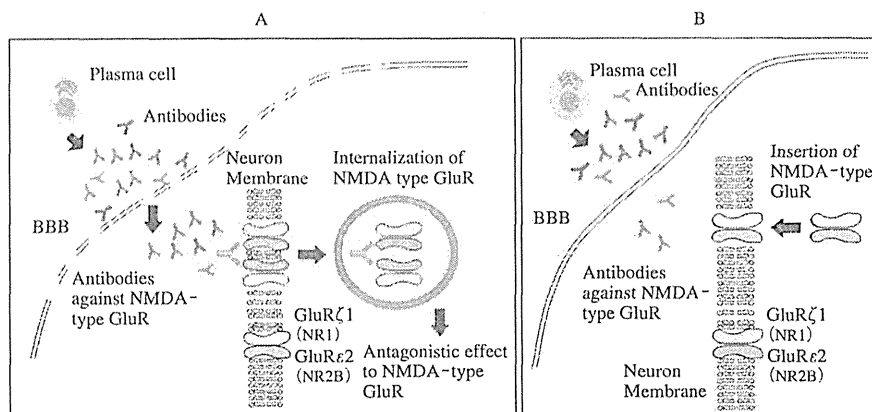 A
Plasma cell
Antibodies
Neuron
Membrane
Internalization of
NMDA type GluR
BBB
Antibodies
against NMDA-
type GluR
GluRζ1
(NR1)
GluRε2
(NR2B)
Antagonistic effect
to NMDA-type
GluR
B
Plasma cell
Antibodies
Insertion of
NMDA-type
GluR
BBB
Antibodies
against NMDA-
type GluR
GluRζ1
(NR1)
GluRε2
(NR2B)
Neuron
Membrane